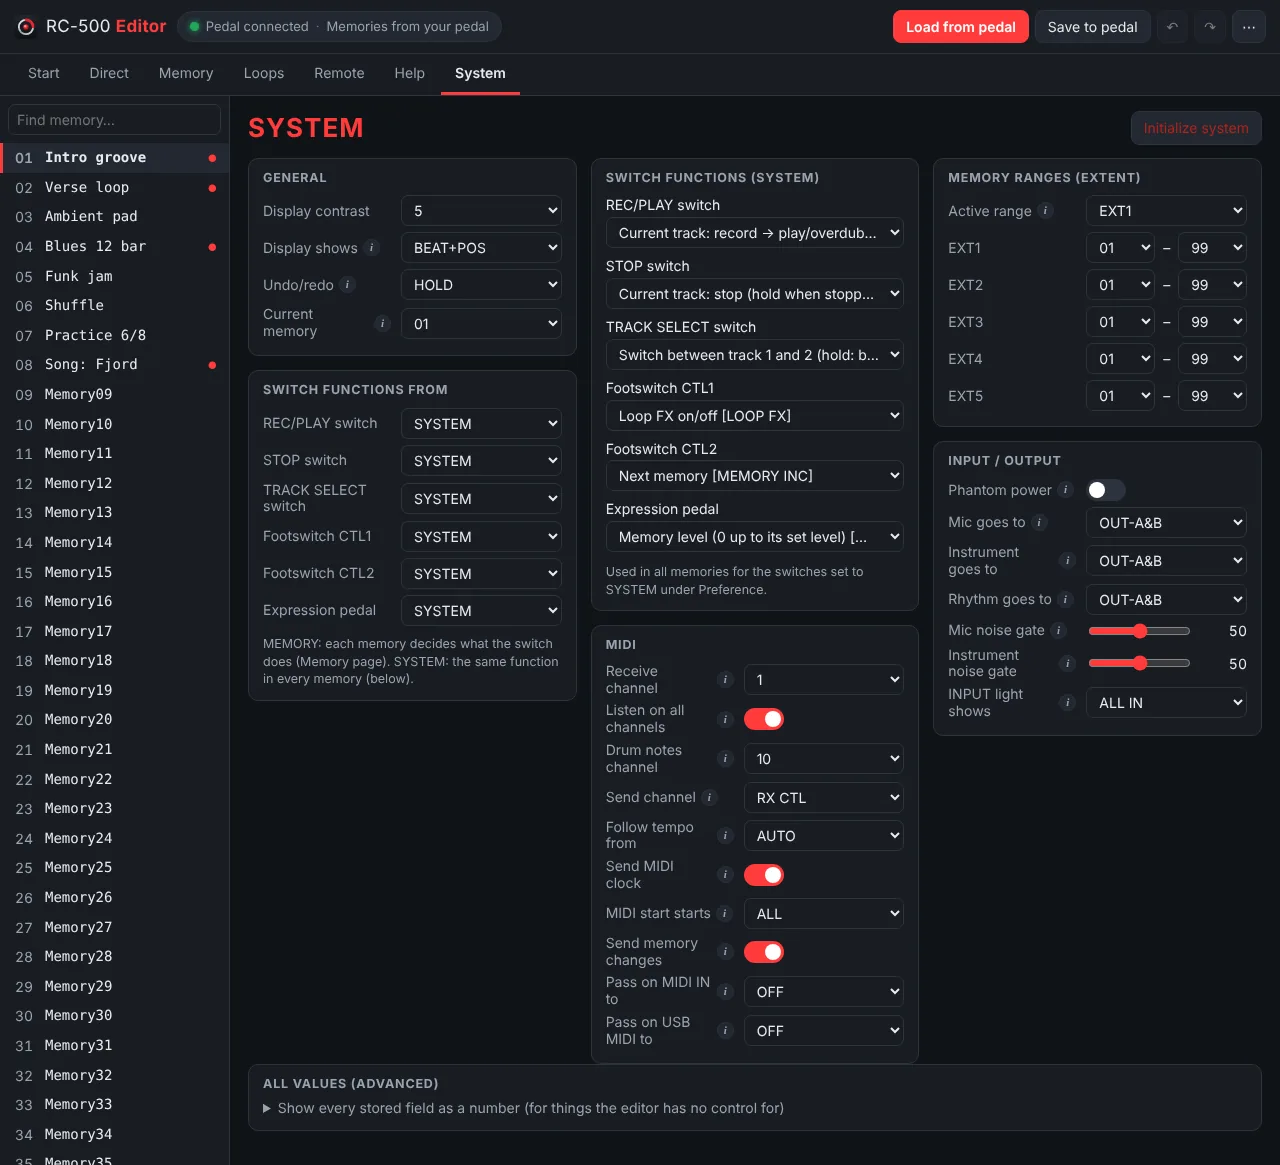 RC-500 Editor
Pedal connected · Memories from your pedal
Load from pedal
Save to pedal
Start
Direct
Memory
Loops
Remote
Help
System
Find memory...
01 Intro groove
02 Verse loop
03 Ambient pad
04 Blues 12 bar
05 Funk jam
06 Shuffle
07 Practice 6/8
08 Song: Fjord
09 Memory09
10 Memory10
11 Memory11
12 Memory12
13 Memory13
14 Memory14
15 Memory15
16 Memory16
17 Memory17
18 Memory18
19 Memory19
20 Memory20
21 Memory21
22 Memory22
23 Memory23
24 Memory24
25 Memory25
26 Memory26
27 Memory27
28 Memory28
29 Memory29
30 Memory30
31 Memory31
32 Memory32
33 Memory33
34 Memory34
35 Memory35
SYSTEM
Initialize system
GENERAL
Display contrast 5
Display shows i BEAT+POS
Undo/redo i HOLD
Current
memory i 01
SWITCH FUNCTIONS FROM
REC/PLAY switch SYSTEM
STOP switch SYSTEM
TRACK SELECT
switch SYSTEM
Footswitch CTL1 SYSTEM
Footswitch CTL2 SYSTEM
Expression pedal SYSTEM
MEMORY: each memory decides what the switch
does (Memory page). SYSTEM: the same function
in every memory (below).
SWITCH FUNCTIONS (SYSTEM)
REC/PLAY switch
Current track: record → play/overdub...
STOP switch
Current track: stop (hold when stopp...
TRACK SELECT switch
Switch between track 1 and 2 (hold: b...
Footswitch CTL1
Loop FX on/off [LOOP FX]
Footswitch CTL2
Next memory [MEMORY INC]
Expression pedal
Memory level (0 up to its set level) [...
Used in all memories for the switches set to
SYSTEM under Preference.
MIDI
Receive
channel i 1
Listen on all
channels i
Drum notes
channel i 10
Send channel i RX CTL
Follow tempo
from i AUTO
Send MIDI
clock i
MIDI start starts i ALL
Send memory
changes i
Pass on MIDI IN
to i OFF
Pass on USB
MIDI to i OFF
MEMORY RANGES (EXTENT)
Active range i EXT1
EXT1 01 – 99
EXT2 01 – 99
EXT3 01 – 99
EXT4 01 – 99
EXT5 01 – 99
INPUT / OUTPUT
Phantom power i
Mic goes to i OUT-A&B
Instrument
goes to i OUT-A&B
Rhythm goes to i OUT-A&B
Mic noise gate i 50
Instrument
noise gate i 50
INPUT light
shows i ALL IN
ALL VALUES (ADVANCED)
Show every stored field as a number (for things the editor has no control for)